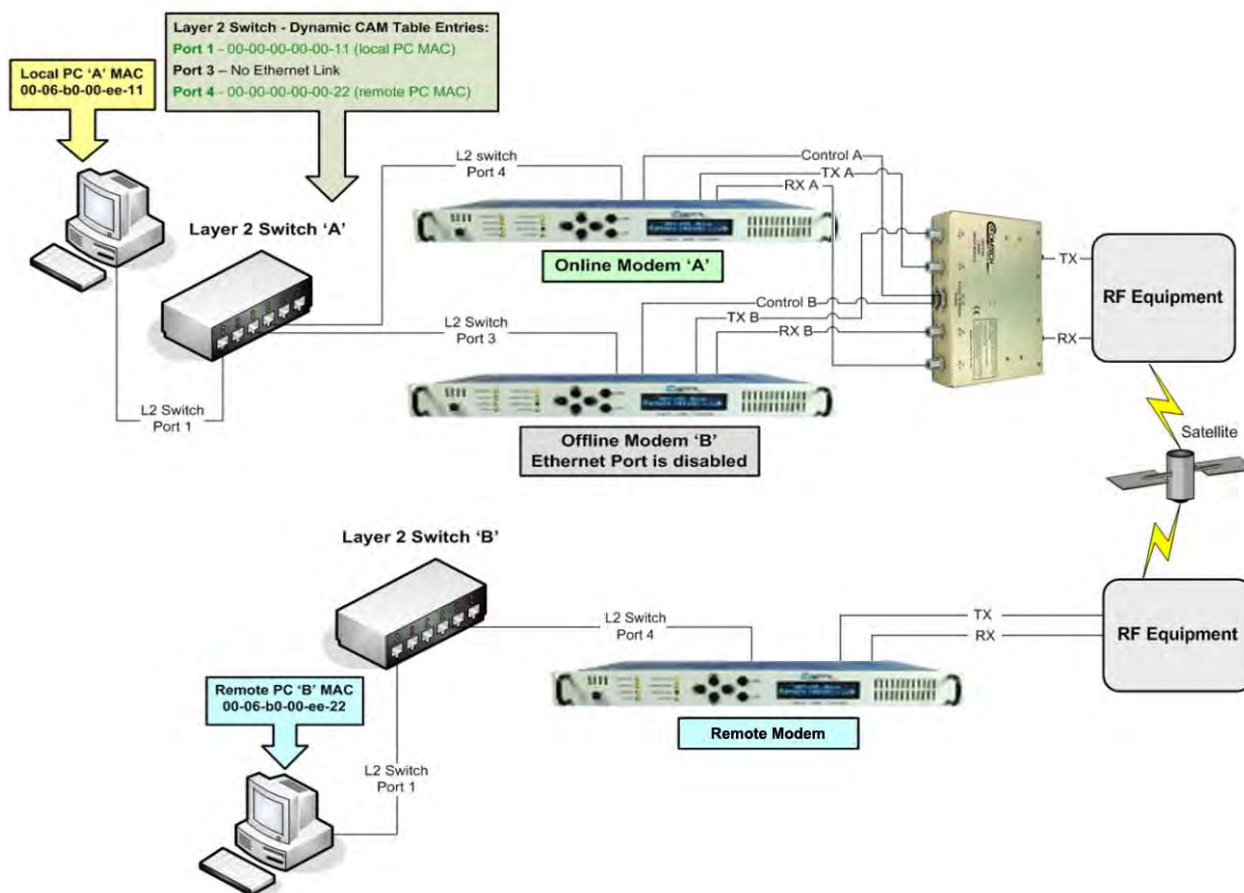 Layer 2 Switch - Dynamic CAM Table Entries:
Port 1 - 00-00-00-00-00-11 (local PC MAC)
Port 3 – No Ethernet Link
Port 4 - 00-00-00-00-00-22 (remote PC MAC)
Local PC 'A' MAC
00-06-b0-00-ee-11
L2 switch
Port 4
Control A
TX A
RX A
Layer 2 Switch 'A'
Online Modem 'A'
TX
RF Equipment
RX
L2 Switch
Port 3
Control B
TX B
RX B
L2 Switch
Port 1
Offline Modem 'B'
Ethernet Port is disabled
Satellite
Layer 2 Switch 'B'
L2 Switch
Port 4
TX
RX
RF Equipment
Remote PC 'B' MAC
00-06-b0-00-ee-22
Remote Modem
L2 Switch
Port 1